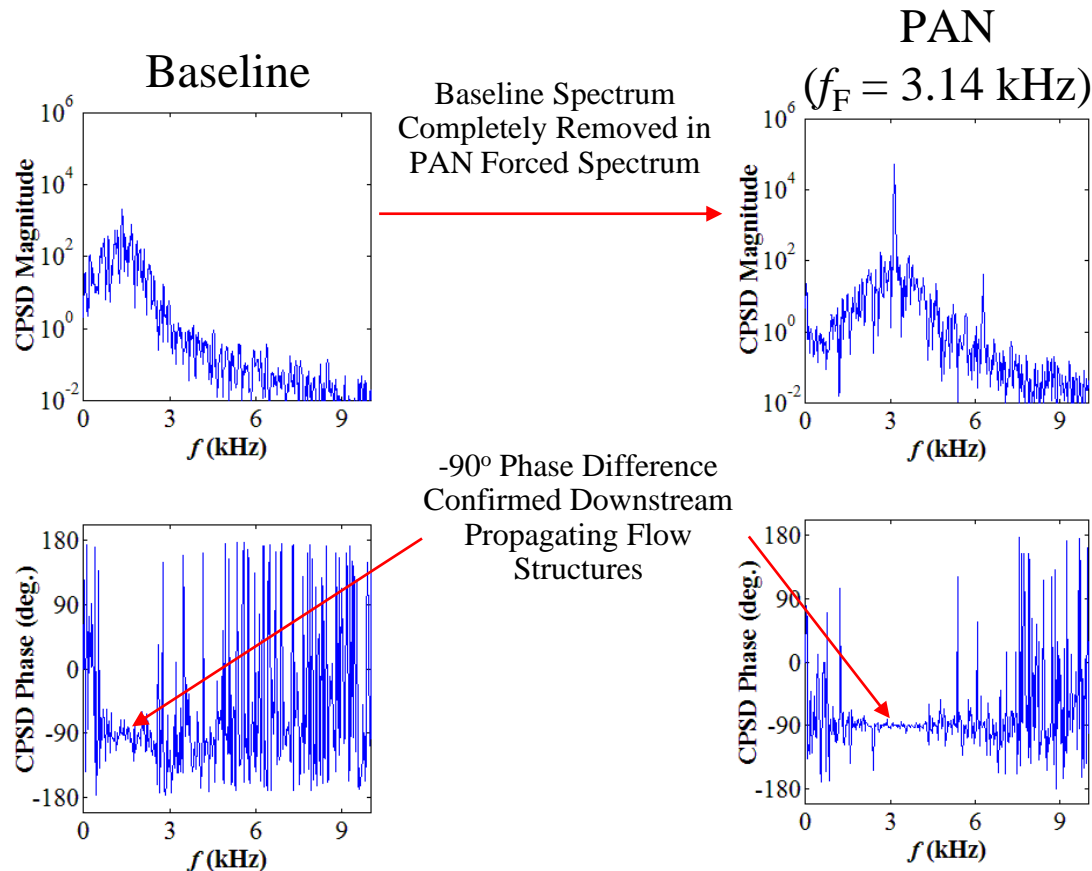 Baseline
PAN
(fF = 3.14 kHz)
Baseline Spectrum
Completely Removed in
PAN Forced Spectrum
CPSD Magnitude
10^6
10^4
10^2
10^0
10^-2
0 3 6 9
f (kHz)
CPSD Magnitude
10^6
10^4
10^2
10^0
10^-2
0 3 6 9
f (kHz)
-90° Phase Difference
Confirmed Downstream
Propagating Flow
Structures
CPSD Phase (deg.)
180
90
0
-90
-180
0 3 6 9
f (kHz)
CPSD Phase (deg.)
180
90
0
-90
-180
0 3 6 9
f (kHz)